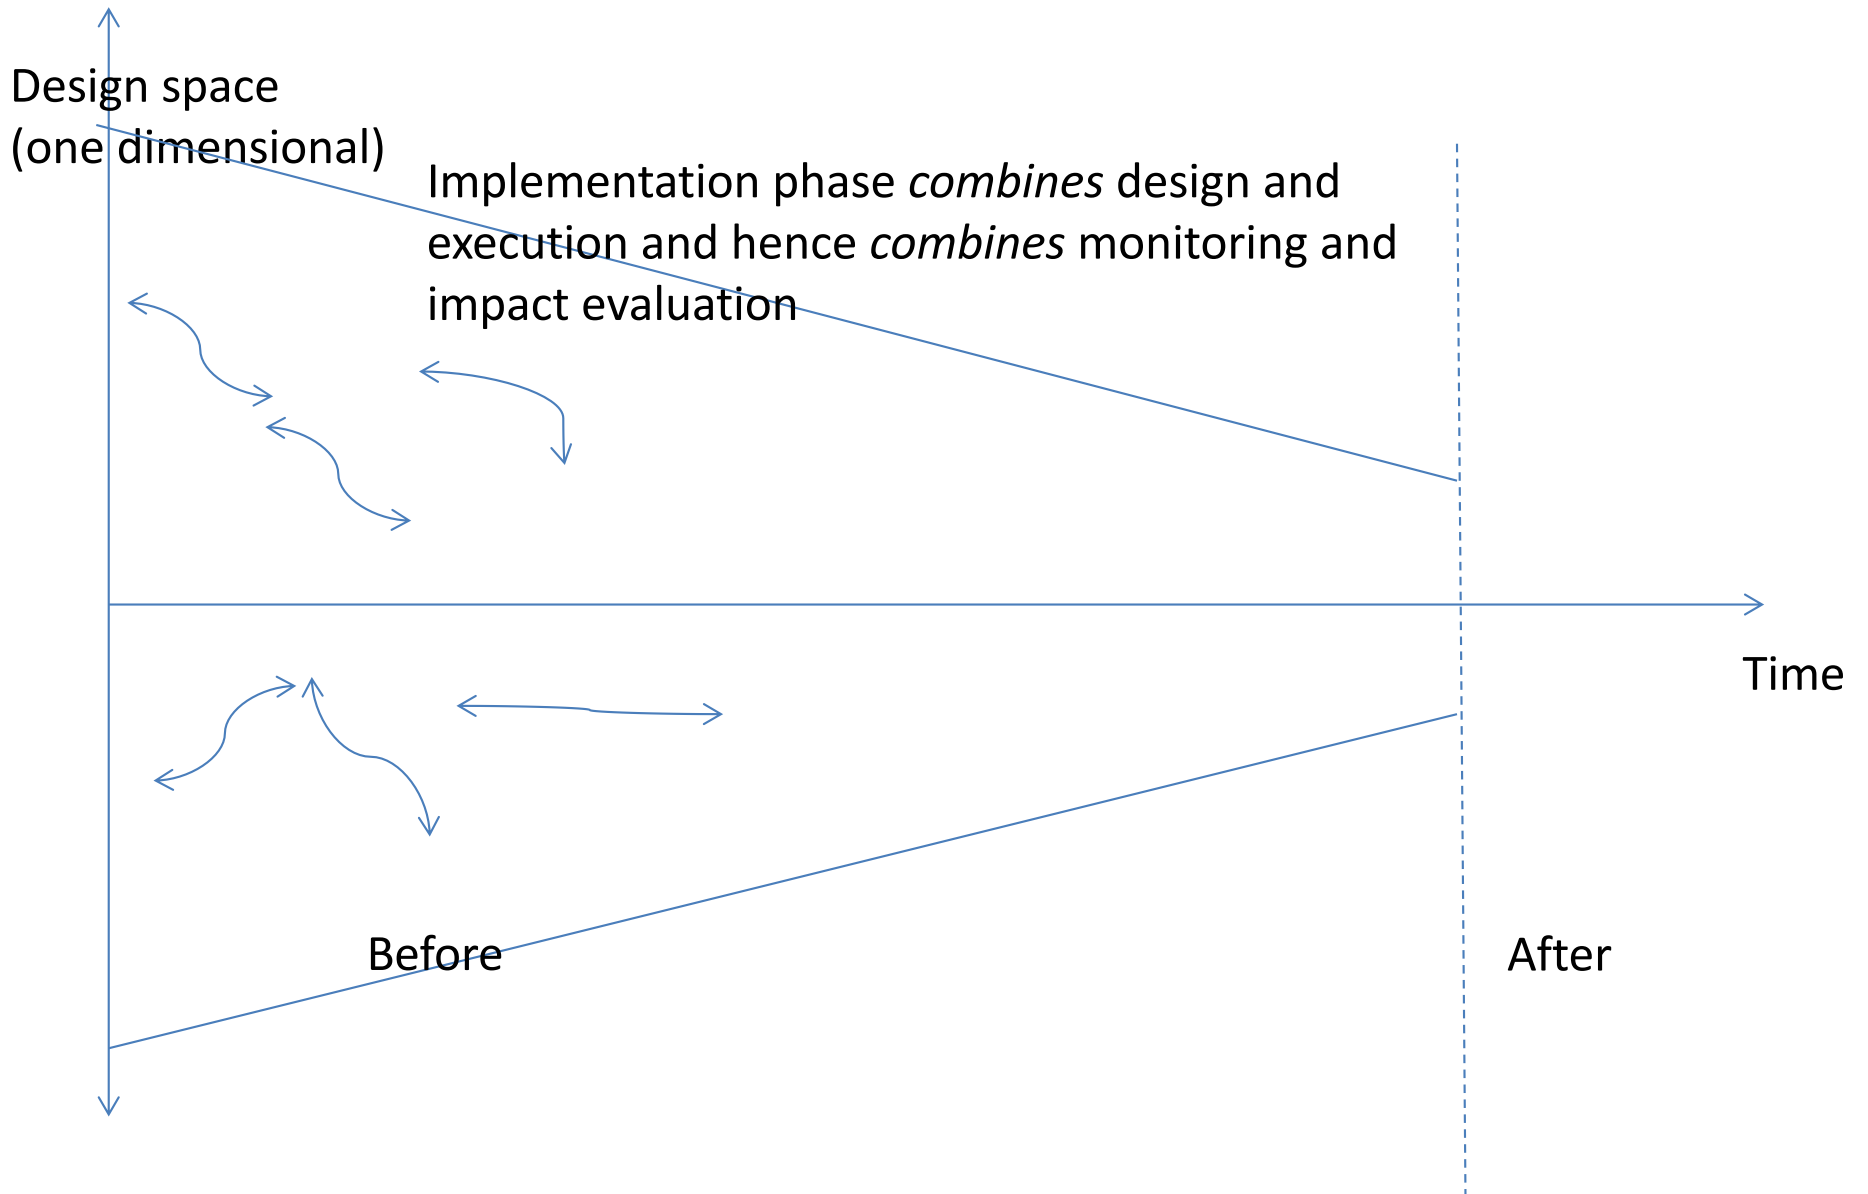 Design space
(one dimensional)
Implementation phase combines design and
execution and hence combines monitoring and
impact evaluation
Time
Before
After